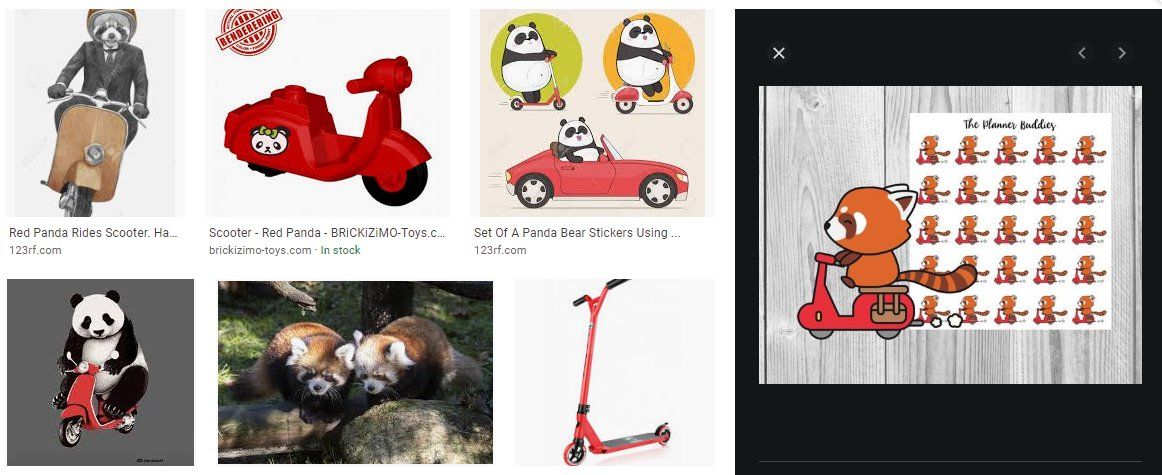 RENDERERING
Red Panda Rides Scooter. Ha...
123rf.com
Scooter - Red Panda - BRiCKiZiMO-Toys.c...
brickizimo-toys.com · In stock
Set Of A Panda Bear Stickers Using ...
123rf.com
The Planner Buddies